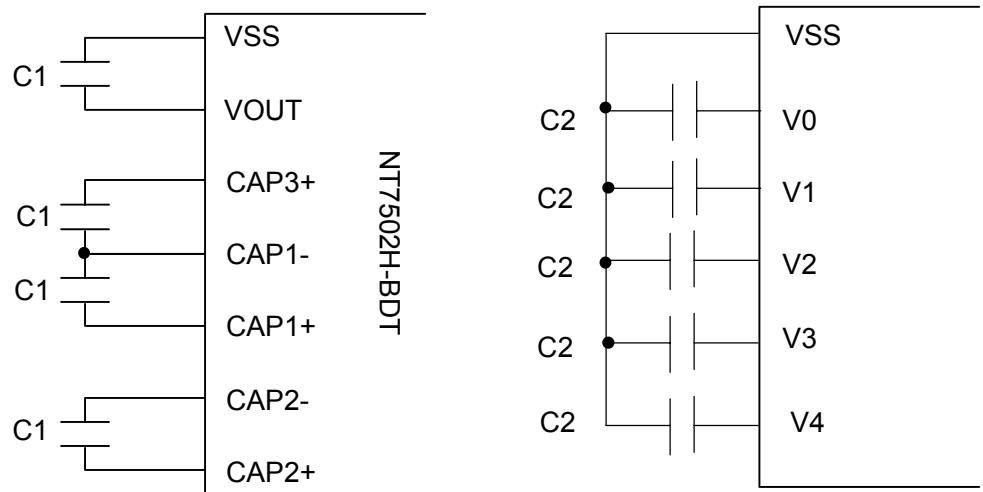 VSS
C1
VOUT
CAP3+
C1
CAP1-
C1
CAP1+
CAP2-
C1
CAP2+
NT7502H-BDT
VSS
C2
V0
C2
V1
C2
V2
C2
V3
C2
V4